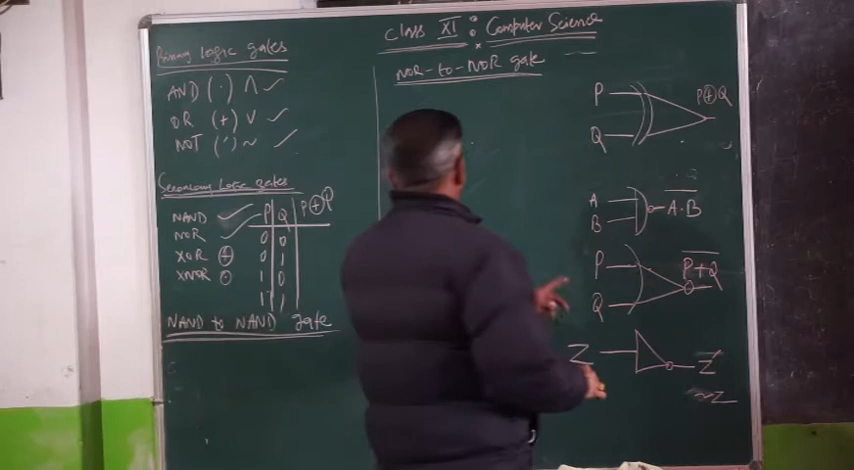 Class XI : Computer Science
Binary Logic gates
AND (·) ∧ ✓
OR (+) ∨ ✓
NOT (') ~ ✓
Secondary Logic gates
NAND ✓
NOR ✓
XOR ⊕
XNOR
P Q P⊕Q
0 0
0 1
1 0
1 1
NAND to NAND gate
NOR-to-NOR gate
P
Q
P⊕Q
A
B
A·B
P
Q
P+Q
Z
Z
~Z